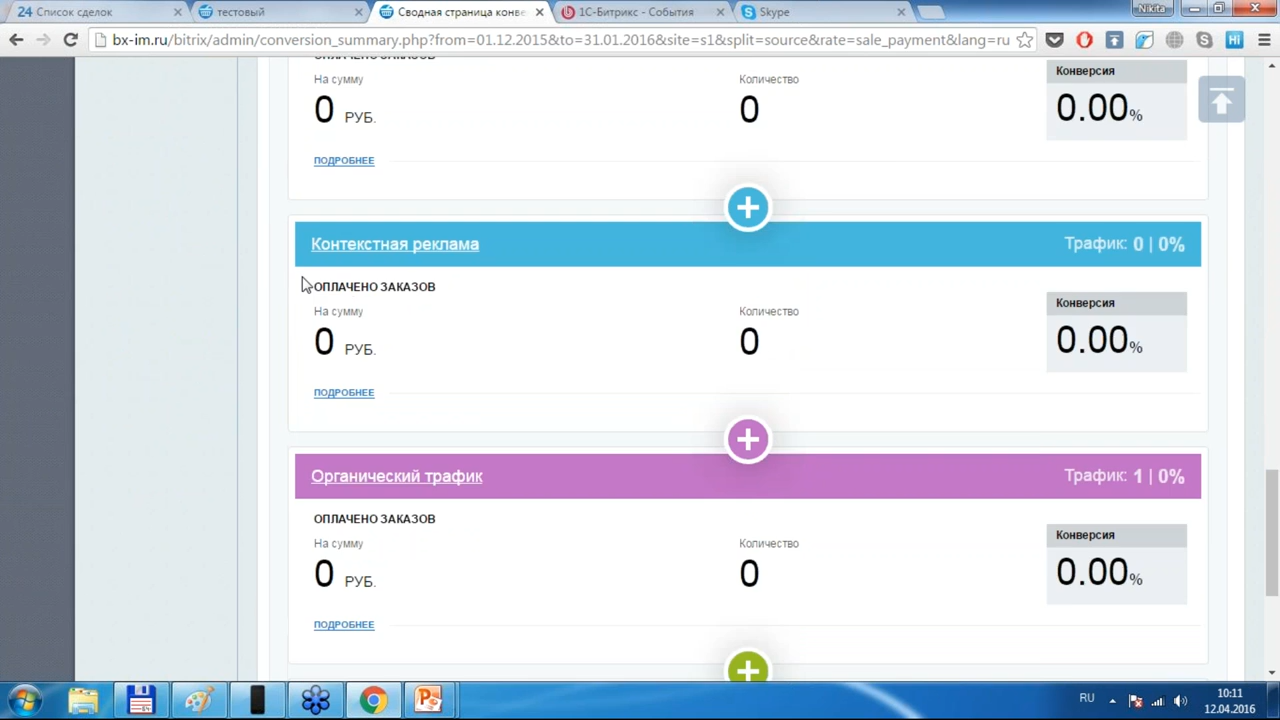 24 Список сделок
тестовый
Сводная страница конве
1С-Битрикс - События
Skype
Nikita
bx-im.ru/bitrix/admin/conversion_summary.php?from=01.12.2015&to=31.01.2016&site=s1&split=source&rate=sale_payment&lang=ru
Hi
ОПЛАЧЕНО ЗАКАЗОВ
На сумму
Количество
Конверсия
0 РУБ.
0
0.00%
ПОДРОБНЕЕ
Контекстная реклама
Трафик: 0 | 0%
ОПЛАЧЕНО ЗАКАЗОВ
На сумму
Количество
Конверсия
0 РУБ.
0
0.00%
ПОДРОБНЕЕ
Органический трафик
Трафик: 1 | 0%
ОПЛАЧЕНО ЗАКАЗОВ
На сумму
Количество
Конверсия
0 РУБ.
0
0.00%
ПОДРОБНЕЕ
RU
10:11
12.04.2016